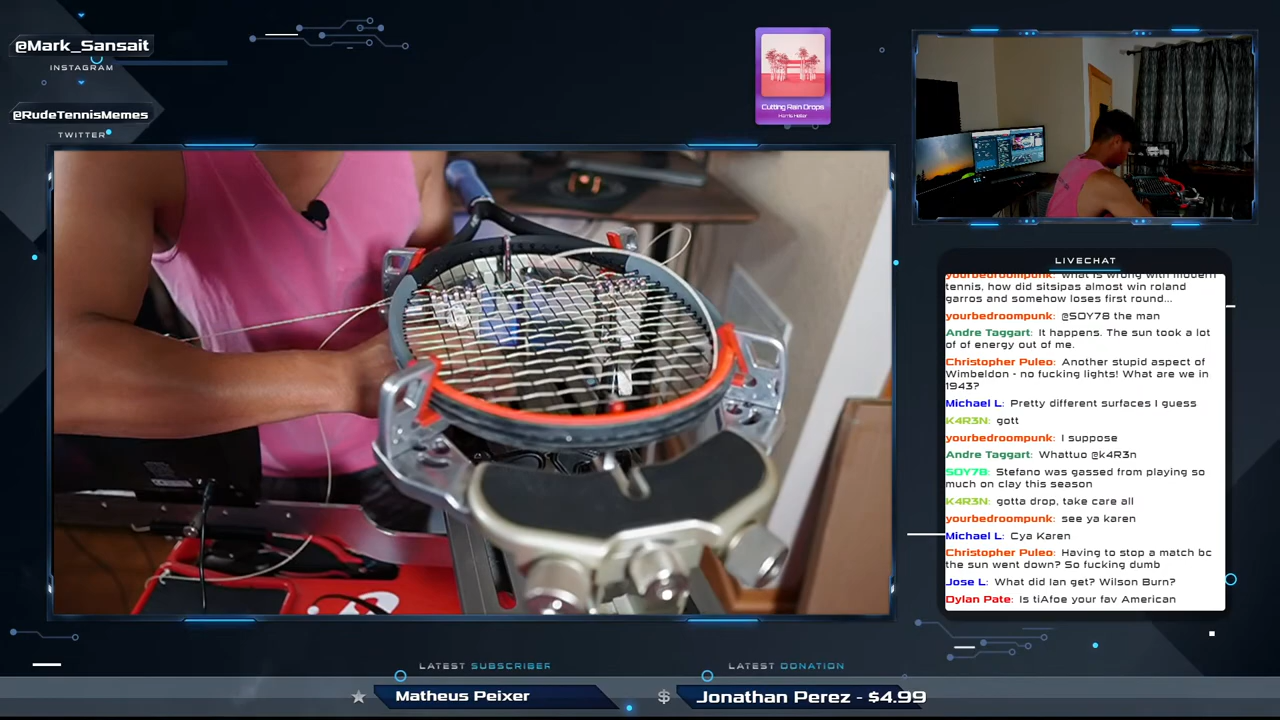 @Mark_Sansait
INSTAGRAM
@RudeTennisMemes
TWITTER
Cutting Rain Drops
LIVECHAT
yourbedroompunk: what is wrong with modern
tennis, how did sitsipas almost win roland
garros and somehow loses first round...
yourbedroompunk: @SOY78 the man
Andre Taggart: It happens. The sun took a lot
of of energy out of me.
Christopher Puleo: Another stupid aspect of
Wimbeldon - no fucking lights! What are we in
1943?
Michael L: Pretty different surfaces I guess
K4R3N: gott
yourbedroompunk: I suppose
Andre Taggart: Whattuo @k4R3n
SOY78: Stefano was gassed from playing so
much on clay this season
K4R3N: gotta drop, take care all
yourbedroompunk: see ya karen
Michael L: Cya Karen
Christopher Puleo: Having to stop a match bc
the sun went down? So fucking dumb
Jose L: What did Ian get? Wilson Burn?
Dylan Pate: Is tiAfoe your fav American
LATEST SUBSCRIBER
Matheus Peixer
LATEST DONATION
$ Jonathan Perez - $4.99